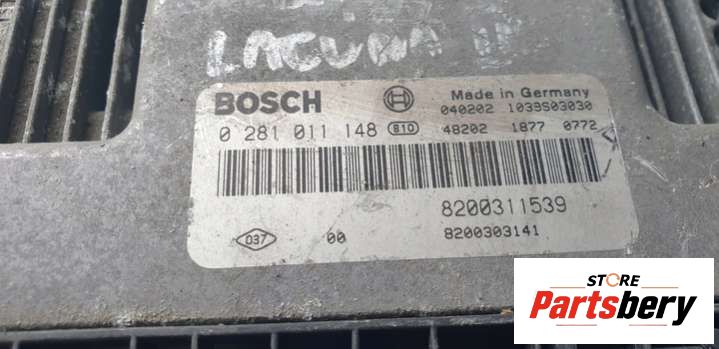 LAGUNA II
BOSCH
Made in Germany
040202 1039S03030
0 281 011 148 B10 48202 1877 0772
8200311539
037 00 8200303141
STORE
Partsbery